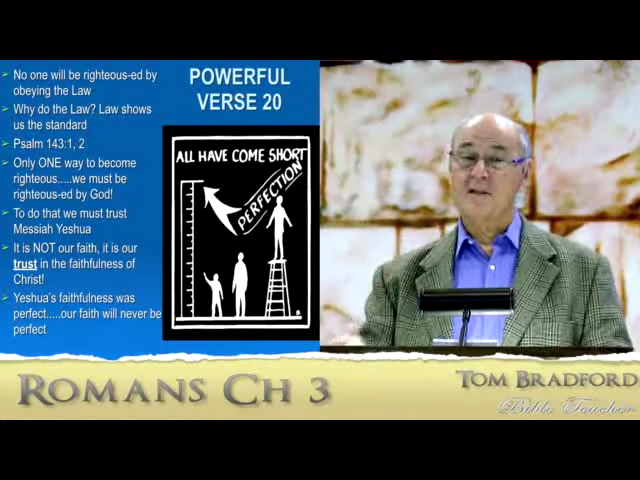 No one will be righteous-ed by
obeying the Law
Why do the Law? Law shows
us the standard
Psalm 143:1, 2
Only ONE way to become
righteous.....we must be
righteous-ed by God!
To do that we must trust
Messiah Yeshua
It is NOT our faith, it is our
trust in the faithfulness of
Christ!
Yeshua's faithfulness was
perfect.....our faith will never be
perfect
POWERFUL
VERSE 20
ALL HAVE COME SHORT
PERFECTION
ROMANS CH 3
TOM BRADFORD
Bible Teacher